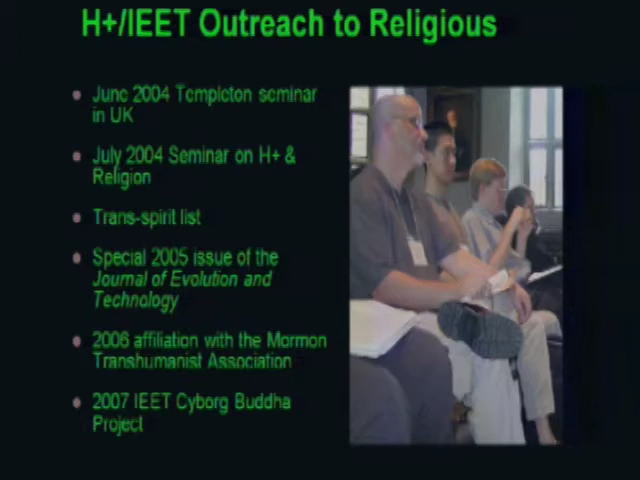 H+/IEET Outreach to Religious
June 2004 Templeton seminar
in UK
July 2004 Seminar on H+ &
Religion
Trans-spirit list
Special 2005 issue of the
Journal of Evolution and
Technology
2006 affiliation with the Mormon
Transhumanist Association
2007 IEET Cyborg Buddha
Project